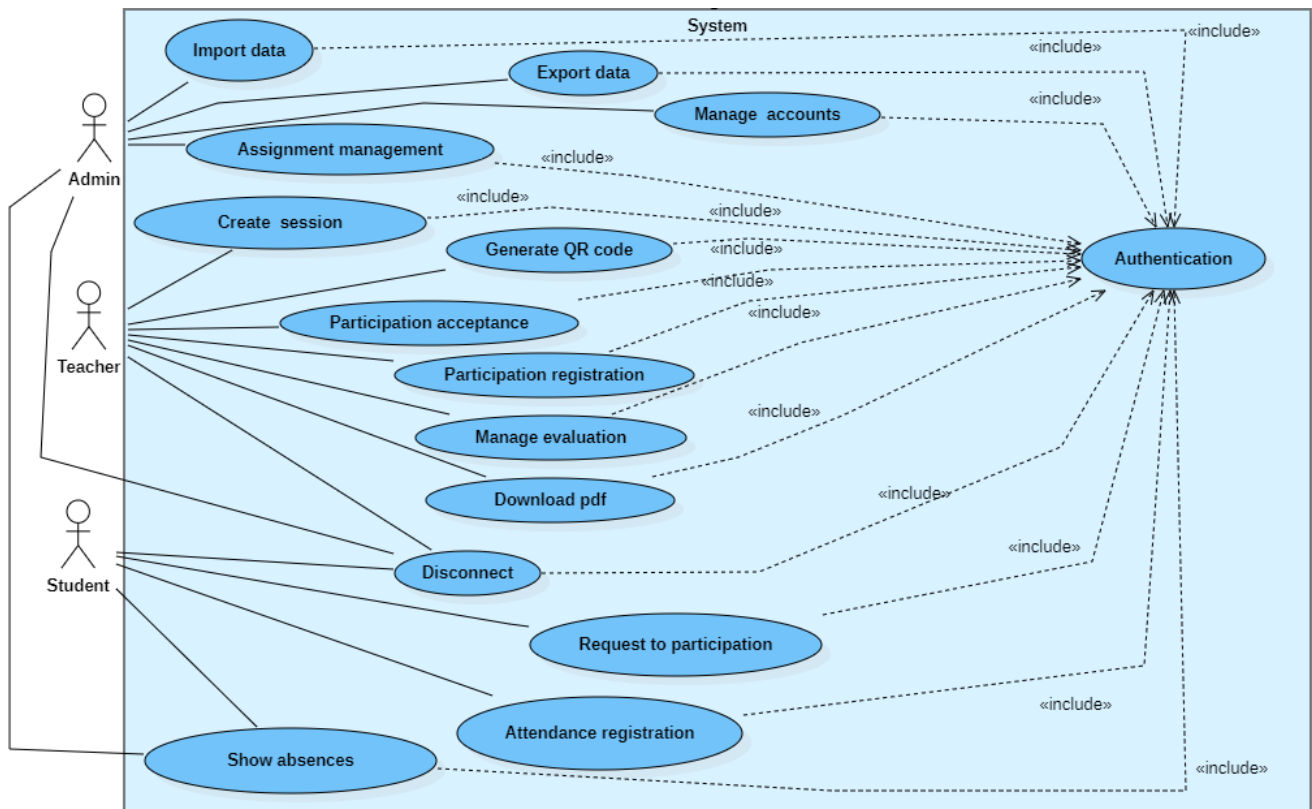 System
Import data
«include»
«include»
Export data
«include»
Manage accounts
Admin
Assignment management
«include»
Create session
«include»
«include»
Generate QR code
«include»
Authentication
«include»
Participation acceptance
«include»
Teacher
Participation registration
«include»
Manage evaluation
Download pdf
«include»
Disconnect
Student
«include»
Request to participation
«include»
Attendance registration
Show absences
«include»